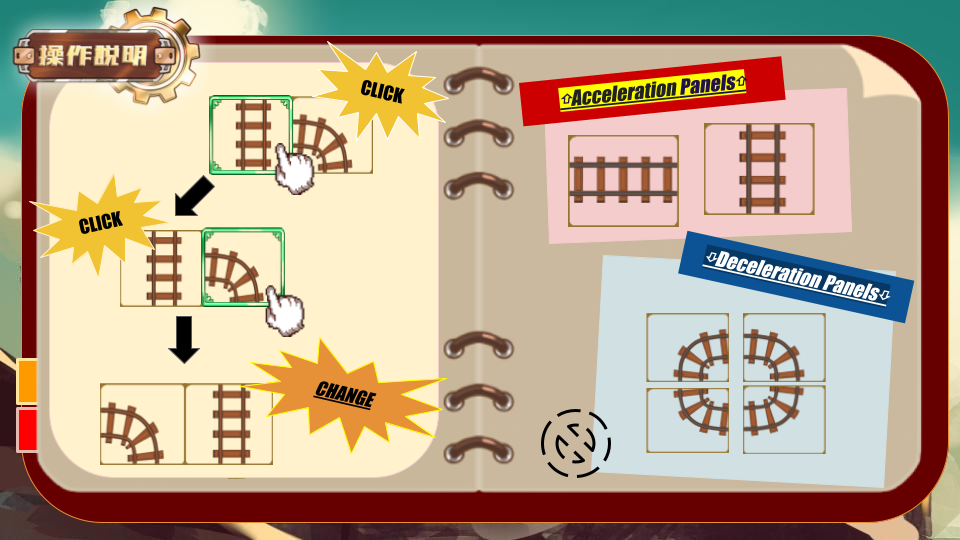 操作説明
CLICK
CLICK
CHANGE
⇧Acceleration Panels⇧
⇩Deceleration Panels⇩